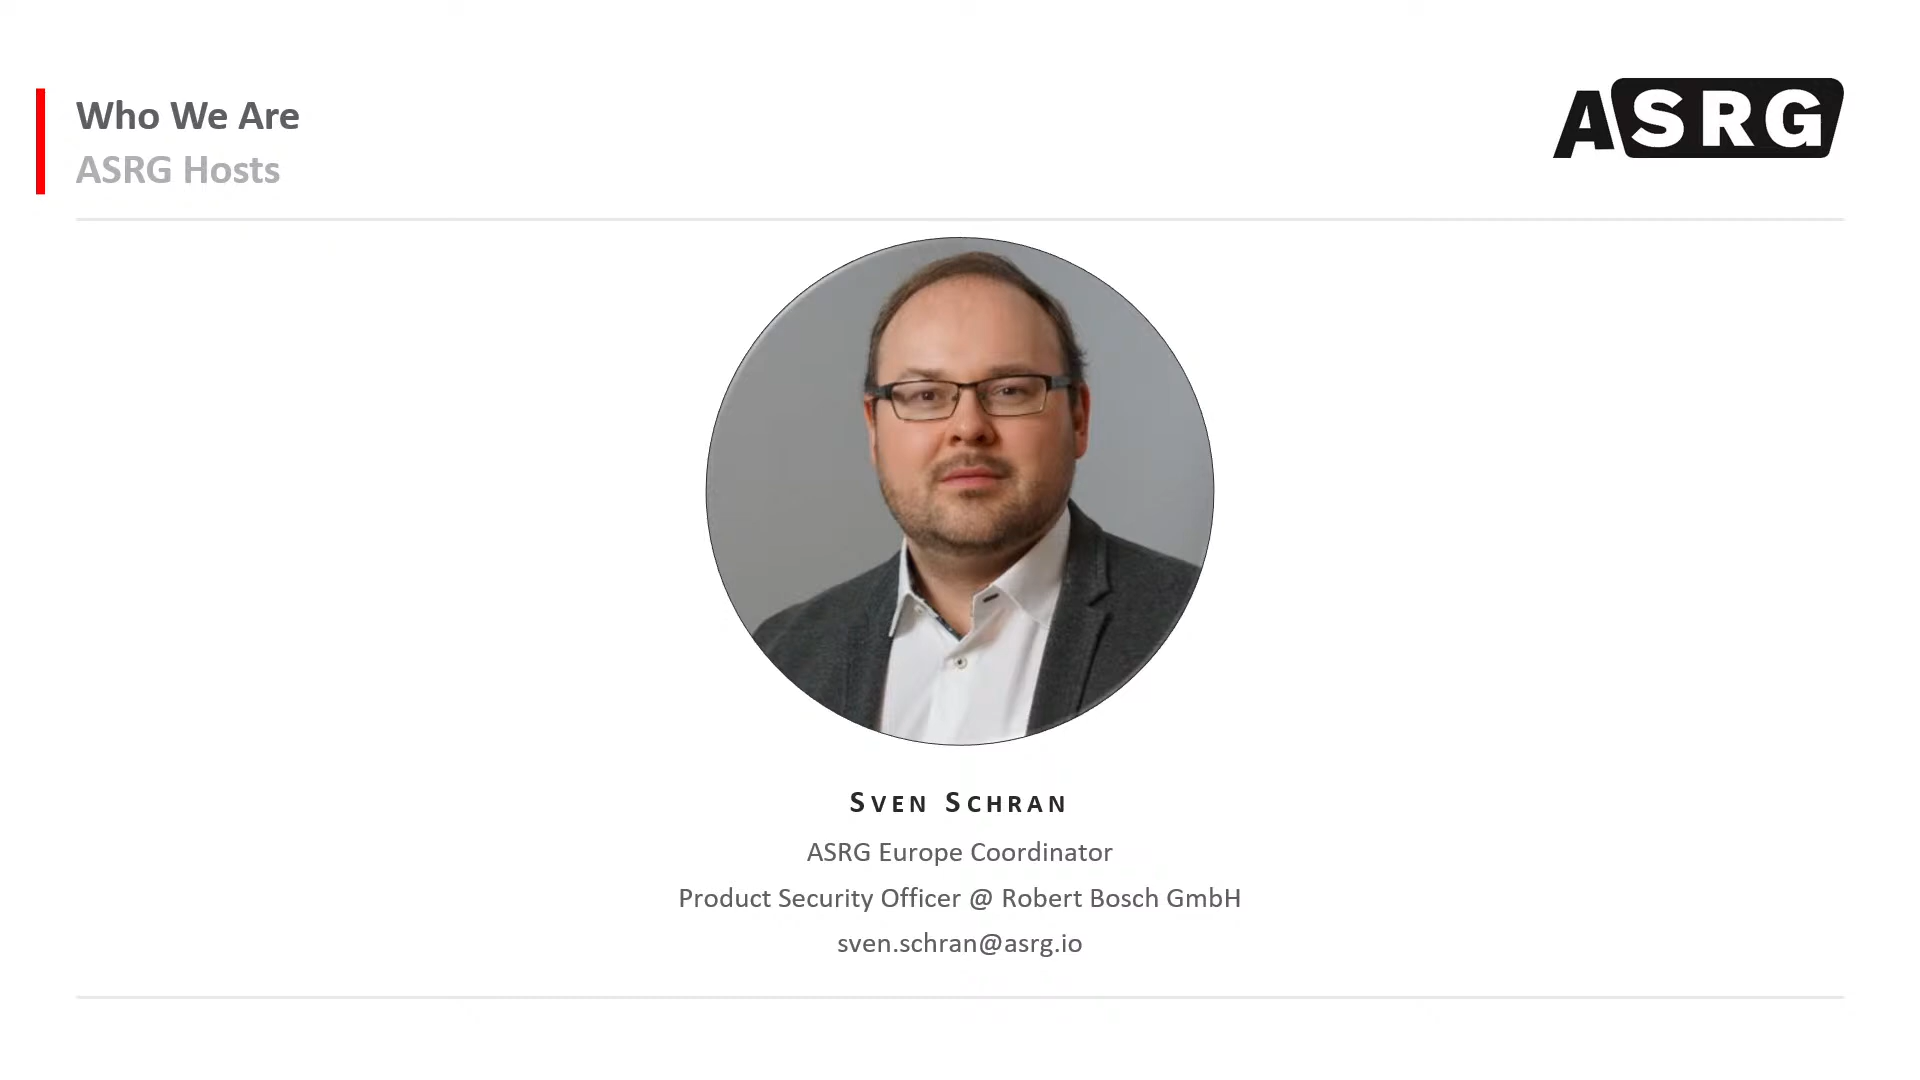 Who We Are
ASRG Hosts
ASRG
SVEN SCHRAN
ASRG Europe Coordinator
Product Security Officer @ Robert Bosch GmbH
sven.schran@asrg.io